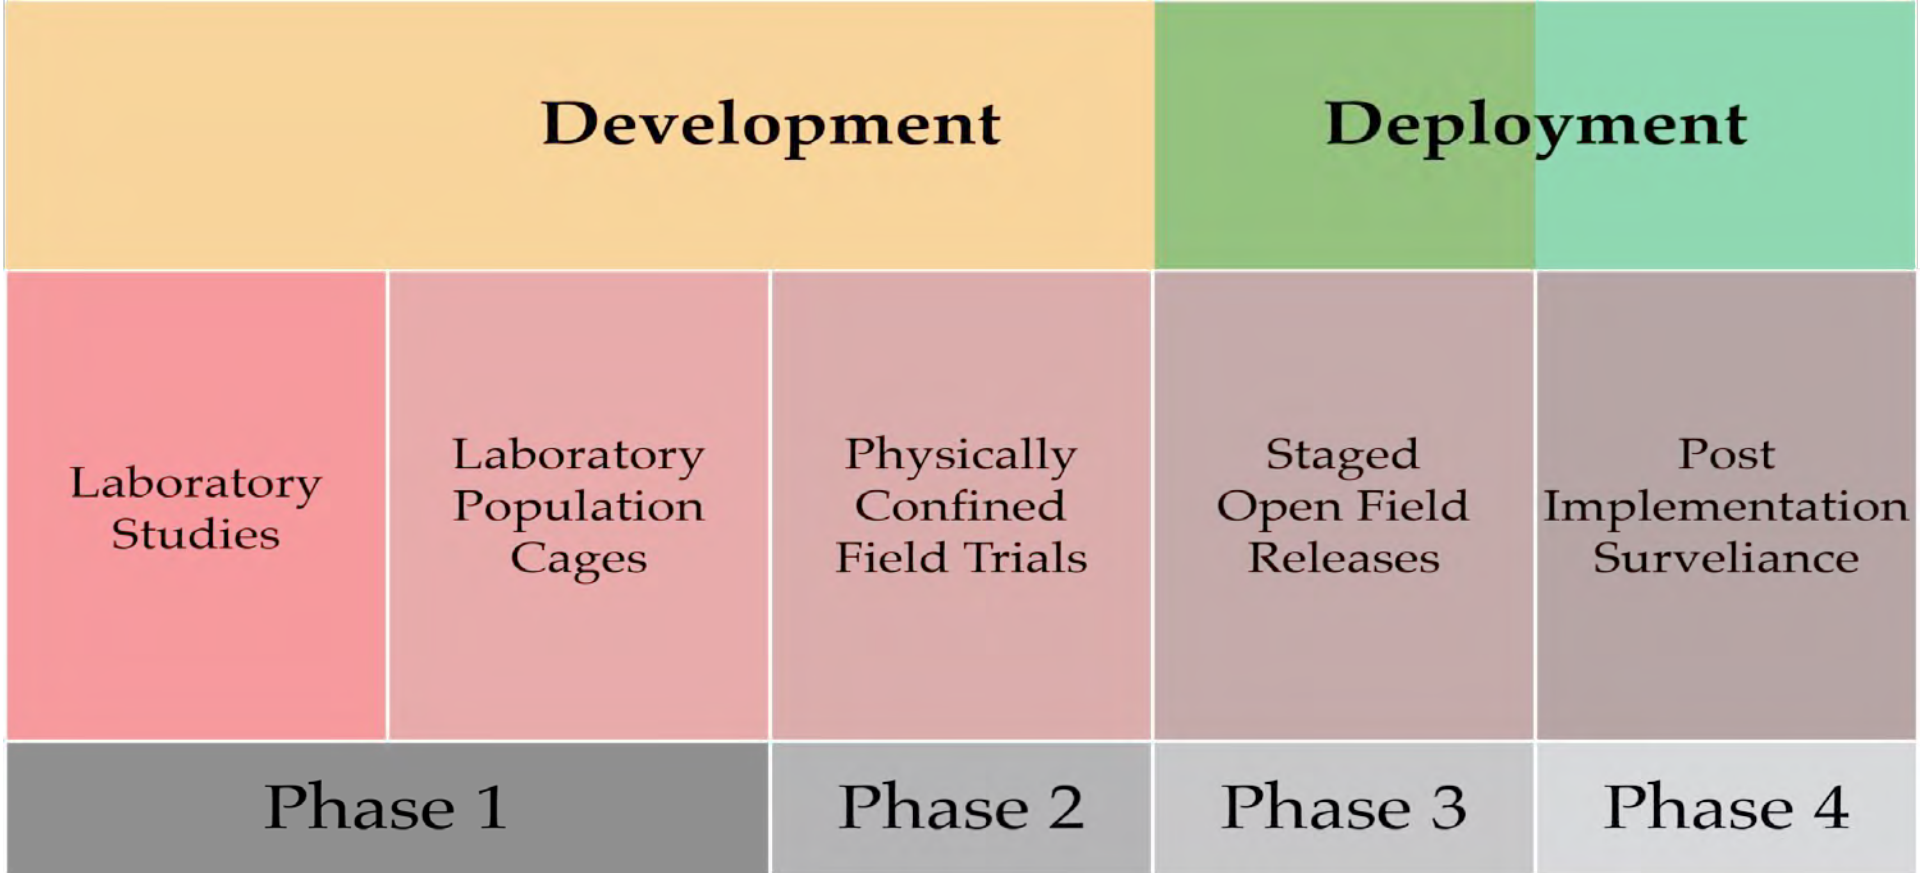 Development
Deployment
Laboratory
Studies
Laboratory
Population
Cages
Physically
Confined
Field Trials
Staged
Open Field
Releases
Post
Implementation
Surveliance
Phase 1
Phase 2
Phase 3
Phase 4